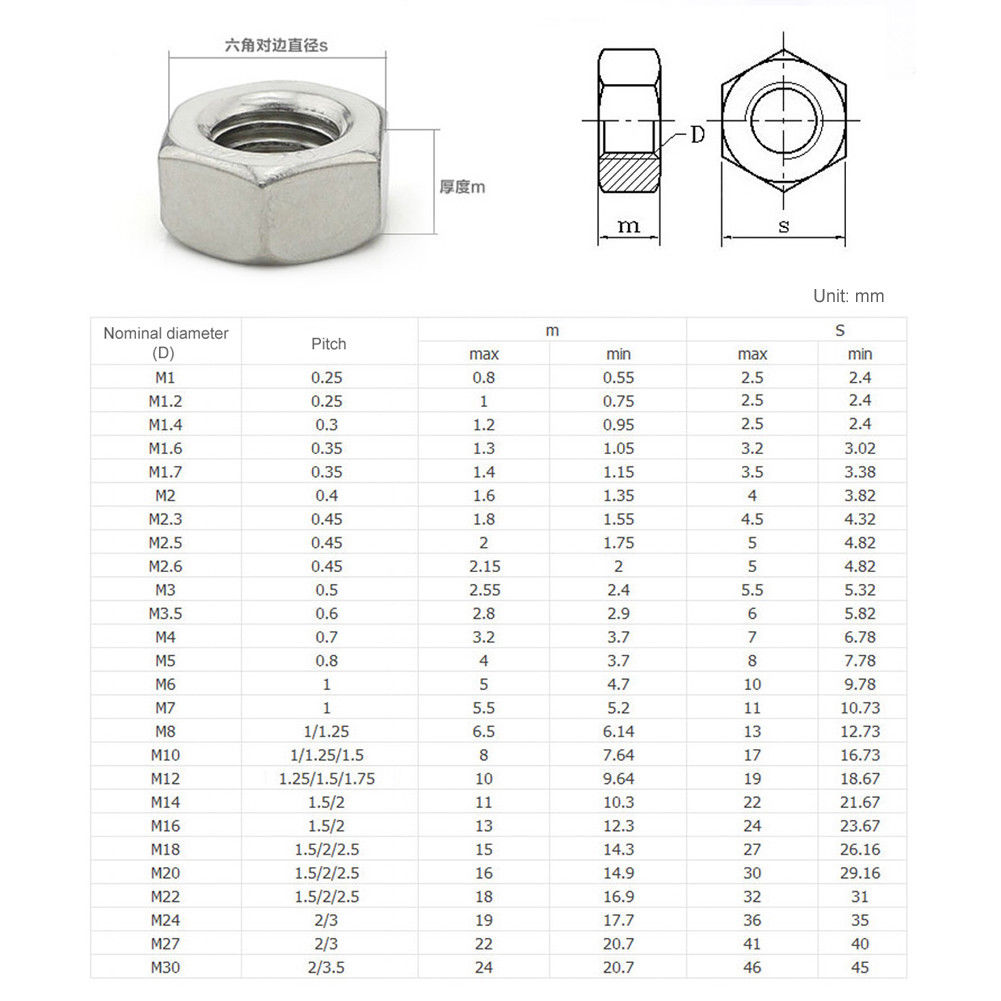 六角对边直径s
厚度m
D
m
s
Unit: mm
Nominal diameter (D) Pitch m S
max min max min
M1 0.25 0.8 0.55 2.5 2.4
M1.2 0.25 1 0.75 2.5 2.4
M1.4 0.3 1.2 0.95 2.5 2.4
M1.6 0.35 1.3 1.05 3.2 3.02
M1.7 0.35 1.4 1.15 3.5 3.38
M2 0.4 1.6 1.35 4 3.82
M2.3 0.45 1.8 1.55 4.5 4.32
M2.5 0.45 2 1.75 5 4.82
M2.6 0.45 2.15 2 5 4.82
M3 0.5 2.55 2.4 5.5 5.32
M3.5 0.6 2.8 2.9 6 5.82
M4 0.7 3.2 3.7 7 6.78
M5 0.8 4 3.7 8 7.78
M6 1 5 4.7 10 9.78
M7 1 5.5 5.2 11 10.73
M8 1/1.25 6.5 6.14 13 12.73
M10 1/1.25/1.5 8 7.64 17 16.73
M12 1.25/1.5/1.75 10 9.64 19 18.67
M14 1.5/2 11 10.3 22 21.67
M16 1.5/2 13 12.3 24 23.67
M18 1.5/2/2.5 15 14.3 27 26.16
M20 1.5/2/2.5 16 14.9 30 29.16
M22 1.5/2/2.5 18 16.9 32 31
M24 2/3 19 17.7 36 35
M27 2/3 22 20.7 41 40
M30 2/3.5 24 20.7 46 45